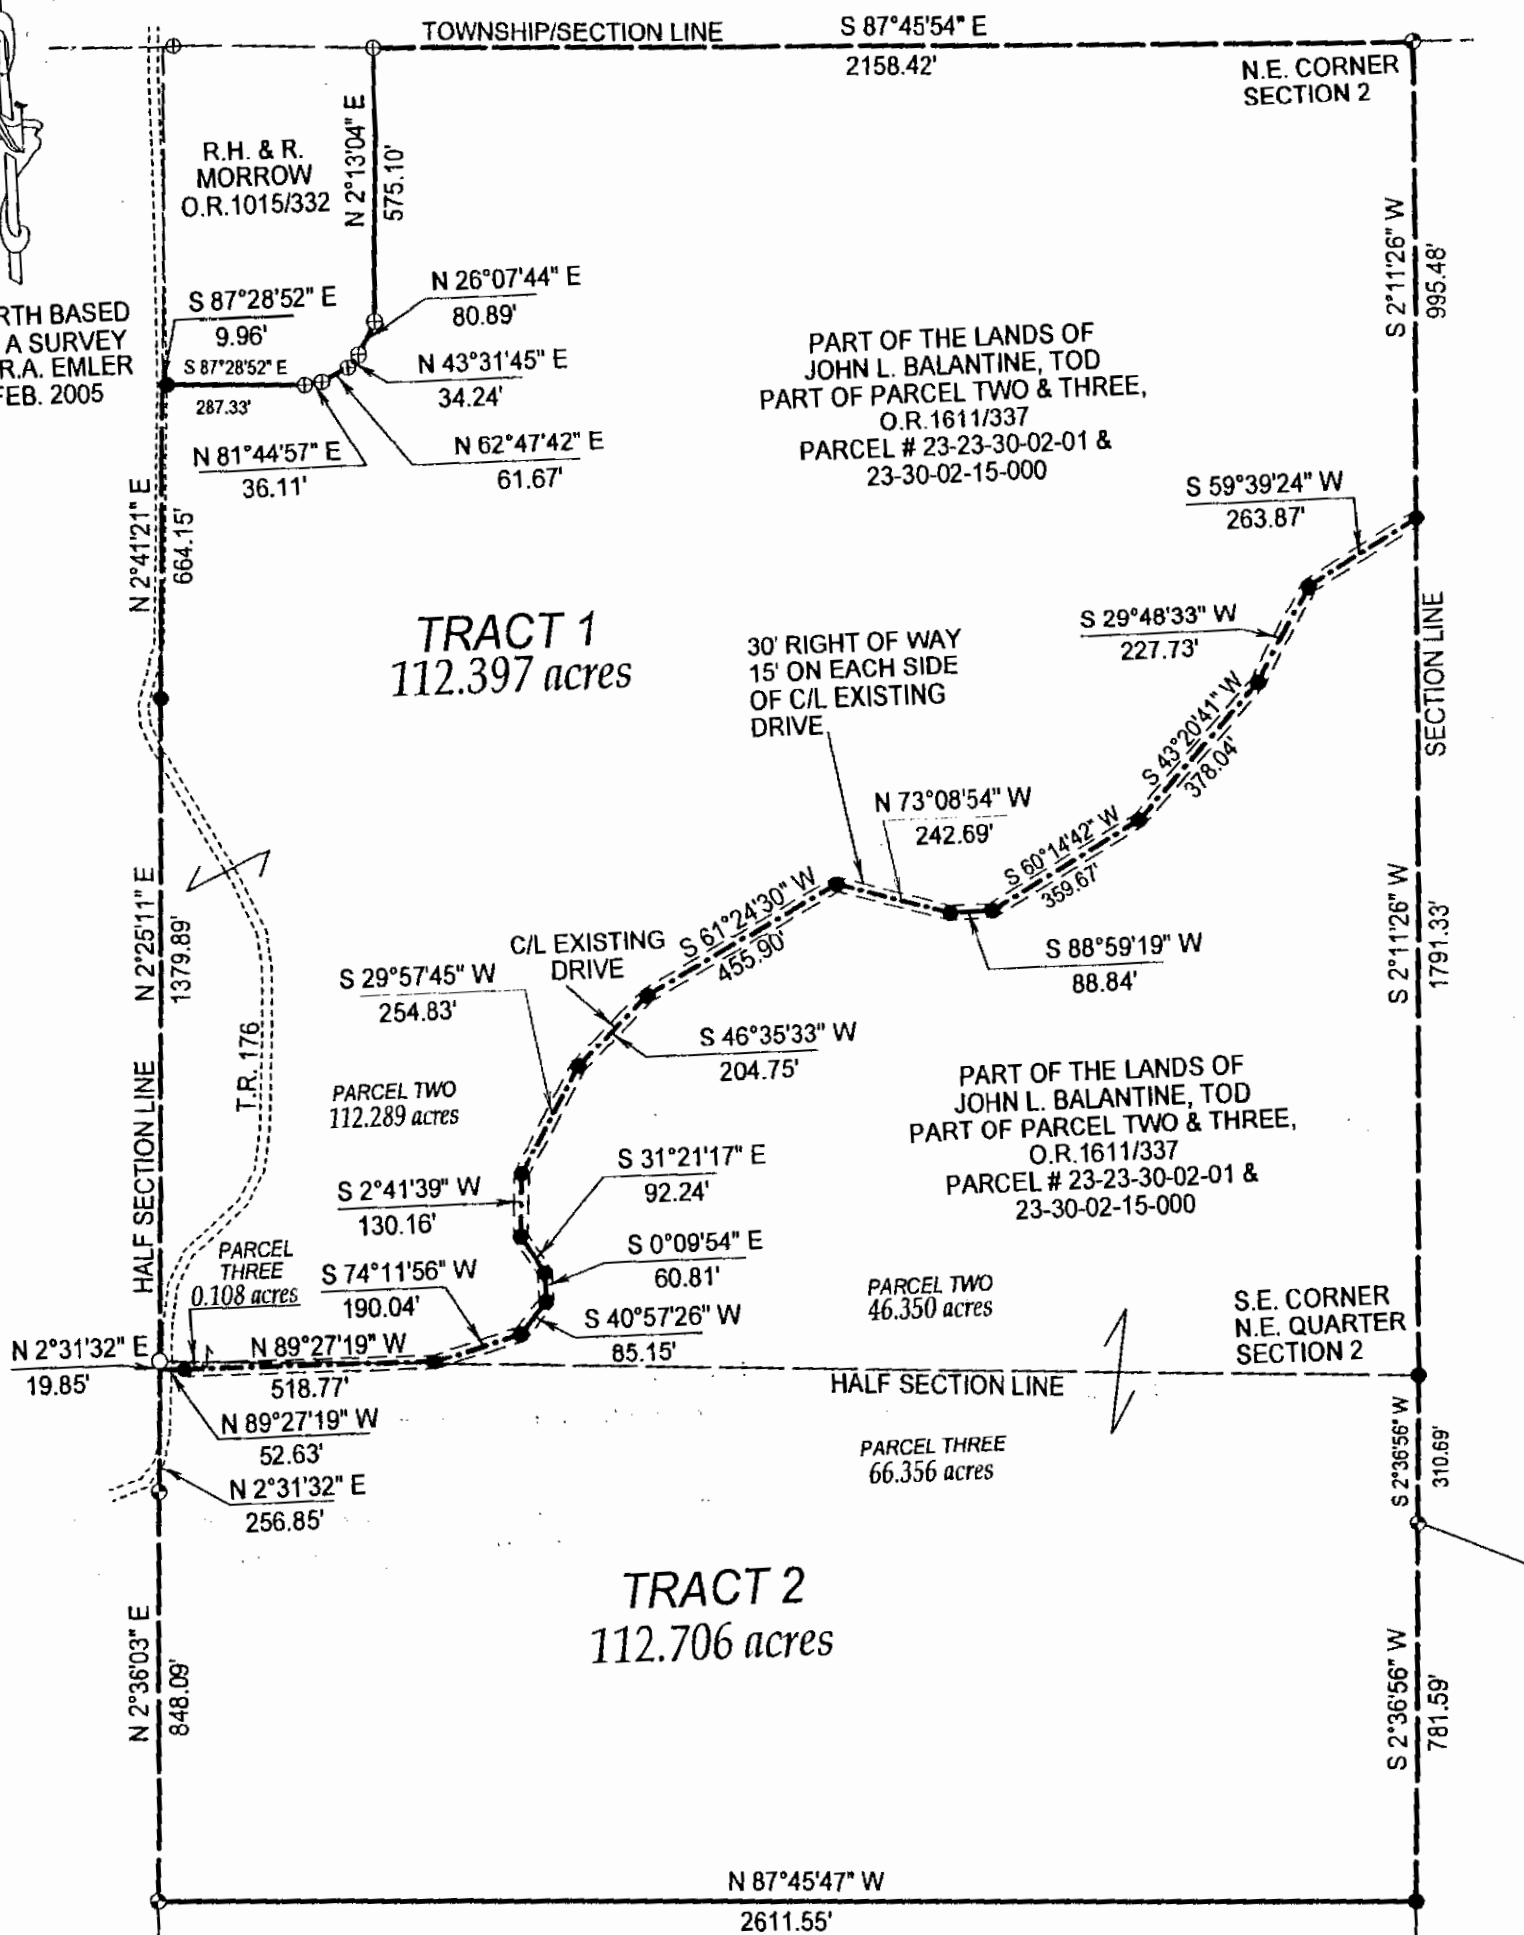 TOWNSHIP/SECTION LINE
S 87°45'54" E
2158.42'
N.E. CORNER
SECTION 2
R.H. & R.
MORROW
O.R.1015/332
N 2°13'04" E
575.10'
S 2°11'26" W
995.48'
RTH BASED
A SURVEY
R.A. EMLER
FEB. 2005
S 87°28'52" E
9.96'
S 87°28'52" E
287.33'
N 26°07'44" E
80.89'
N 43°31'45" E
34.24'
N 81°44'57" E
36.11'
N 62°47'42" E
61.67'
PART OF THE LANDS OF
JOHN L. BALANTINE, TOD
PART OF PARCEL TWO & THREE,
O.R.1611/337
PARCEL # 23-23-30-02-01 &
23-30-02-15-000
S 59°39'24" W
263.87'
N 2°41'21" E
664.15'
TRACT 1
112.397 acres
30' RIGHT OF WAY
15' ON EACH SIDE
OF C/L EXISTING
DRIVE
S 29°48'33" W
227.73'
SECTION LINE
S 43°20'41" W
378.04'
N 73°08'54" W
242.69'
S 60°14'42" W
359.67'
S 88°59'19" W
88.84'
S 61°24'30" W
455.90'
C/L EXISTING
DRIVE
N 2°25'11" E
1379.89'
S 2°11'26" W
1791.33'
S 29°57'45" W
254.83'
S 46°35'33" W
204.75'
T.R. 176
HALF SECTION LINE
PARCEL TWO
112.289 acres
PART OF THE LANDS OF
JOHN L. BALANTINE, TOD
PART OF PARCEL TWO & THREE,
O.R.1611/337
PARCEL # 23-23-30-02-01 &
23-30-02-15-000
S 31°21'17" E
92.24'
S 2°41'39" W
130.16'
S 0°09'54" E
60.81'
PARCEL
THREE
0.108 acres
S 74°11'56" W
190.04'
S 40°57'26" W
85.15'
PARCEL TWO
46.350 acres
S.E. CORNER
N.E. QUARTER
SECTION 2
N 2°31'32" E
19.85'
N 89°27'19" W
518.77'
HALF SECTION LINE
N 89°27'19" W
52.63'
N 2°31'32" E
256.85'
PARCEL THREE
66.356 acres
S 2°36'56" W
310.69'
TRACT 2
112.706 acres
N 2°36'03" E
848.09'
S 2°36'56" W
781.59'
N 87°45'47" W
2611.55'